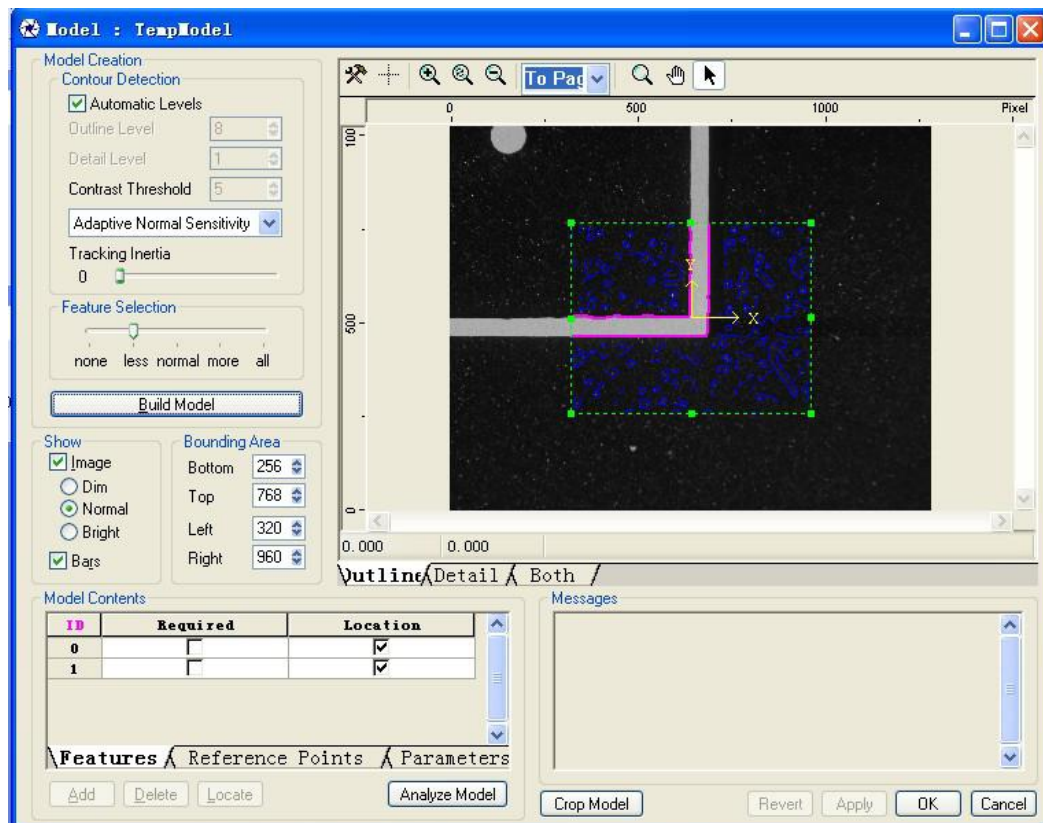 Model : TempModel
Model Creation
Contour Detection
Automatic Levels
Outline Level 8
Detail Level 1
Contrast Threshold 5
Adaptive Normal Sensitivity
Tracking Inertia
0
Feature Selection
none less normal more all
Build Model
Show
Image
Dim
Normal
Bright
Bars
Bounding Area
Bottom 256
Top 768
Left 320
Right 960
To Pag
0 500 1000 Pixel
100
500
0
Y
X
0.000 0.000
Outline Detail Both
Model Contents
ID Required Location
0
1
Features Reference Points Parameters
Add Delete Locate Analyze Model
Messages
Crop Model Revert Apply OK Cancel